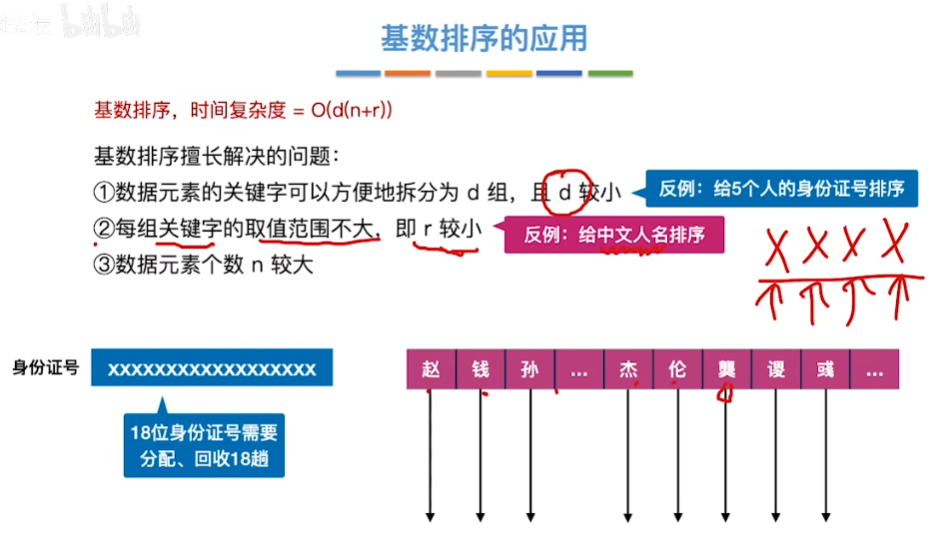 基数排序的应用
基数排序，时间复杂度 = O(d(n+r))
基数排序擅长解决的问题：
①数据元素的关键字可以方便地拆分为 d 组，且 d 较小
反例：给5个人的身份证号排序
②每组关键字的取值范围不大，即 r 较小
反例：给中文人名排序
③数据元素个数 n 较大
X X X X
身份证号
xxxxxxxxxxxxxxxxxx
赵 钱 孙 ... 杰 伦 龑 谡 彧 ...
18位身份证号需要
分配、回收18趟